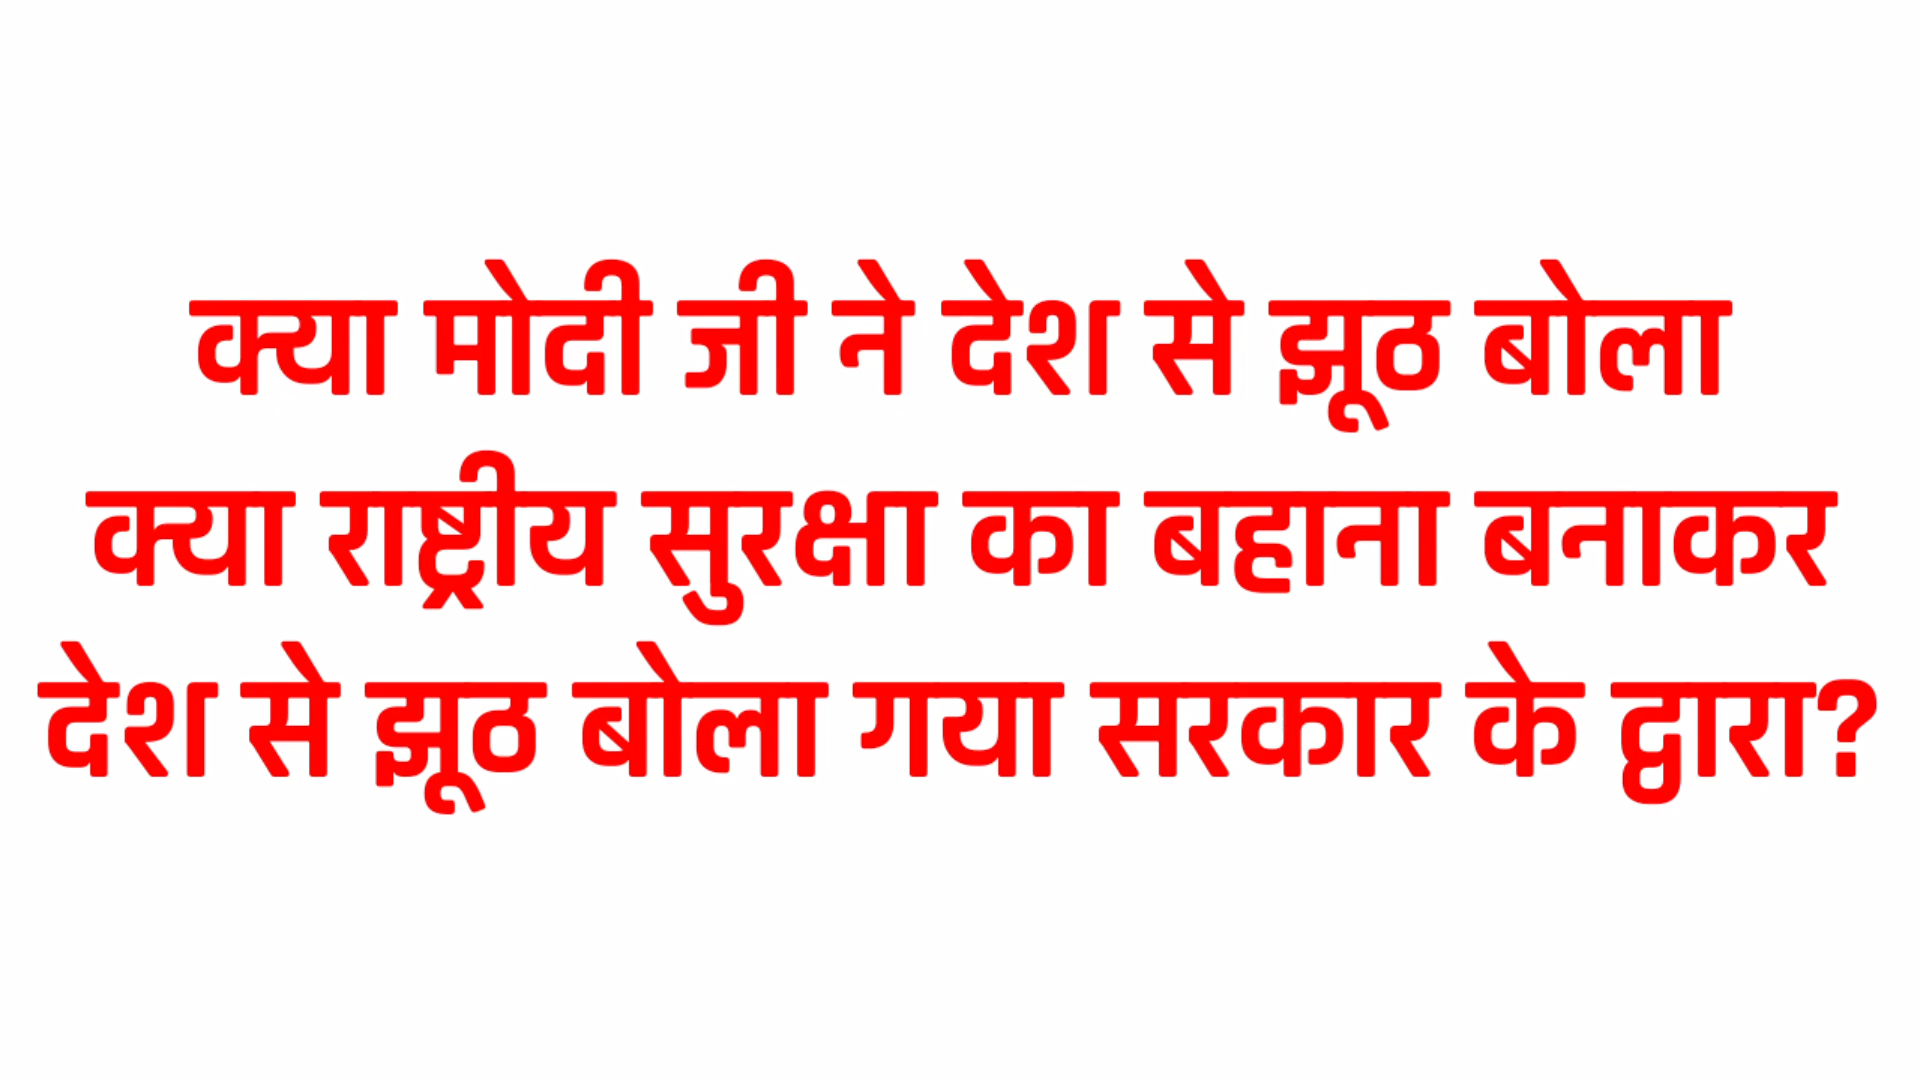 क्या मोदी जी ने देश से झूठ बोला
क्या राष्ट्रीय सुरक्षा का बहाना बनाकर
देश से झूठ बोला गया सरकार के द्वारा?